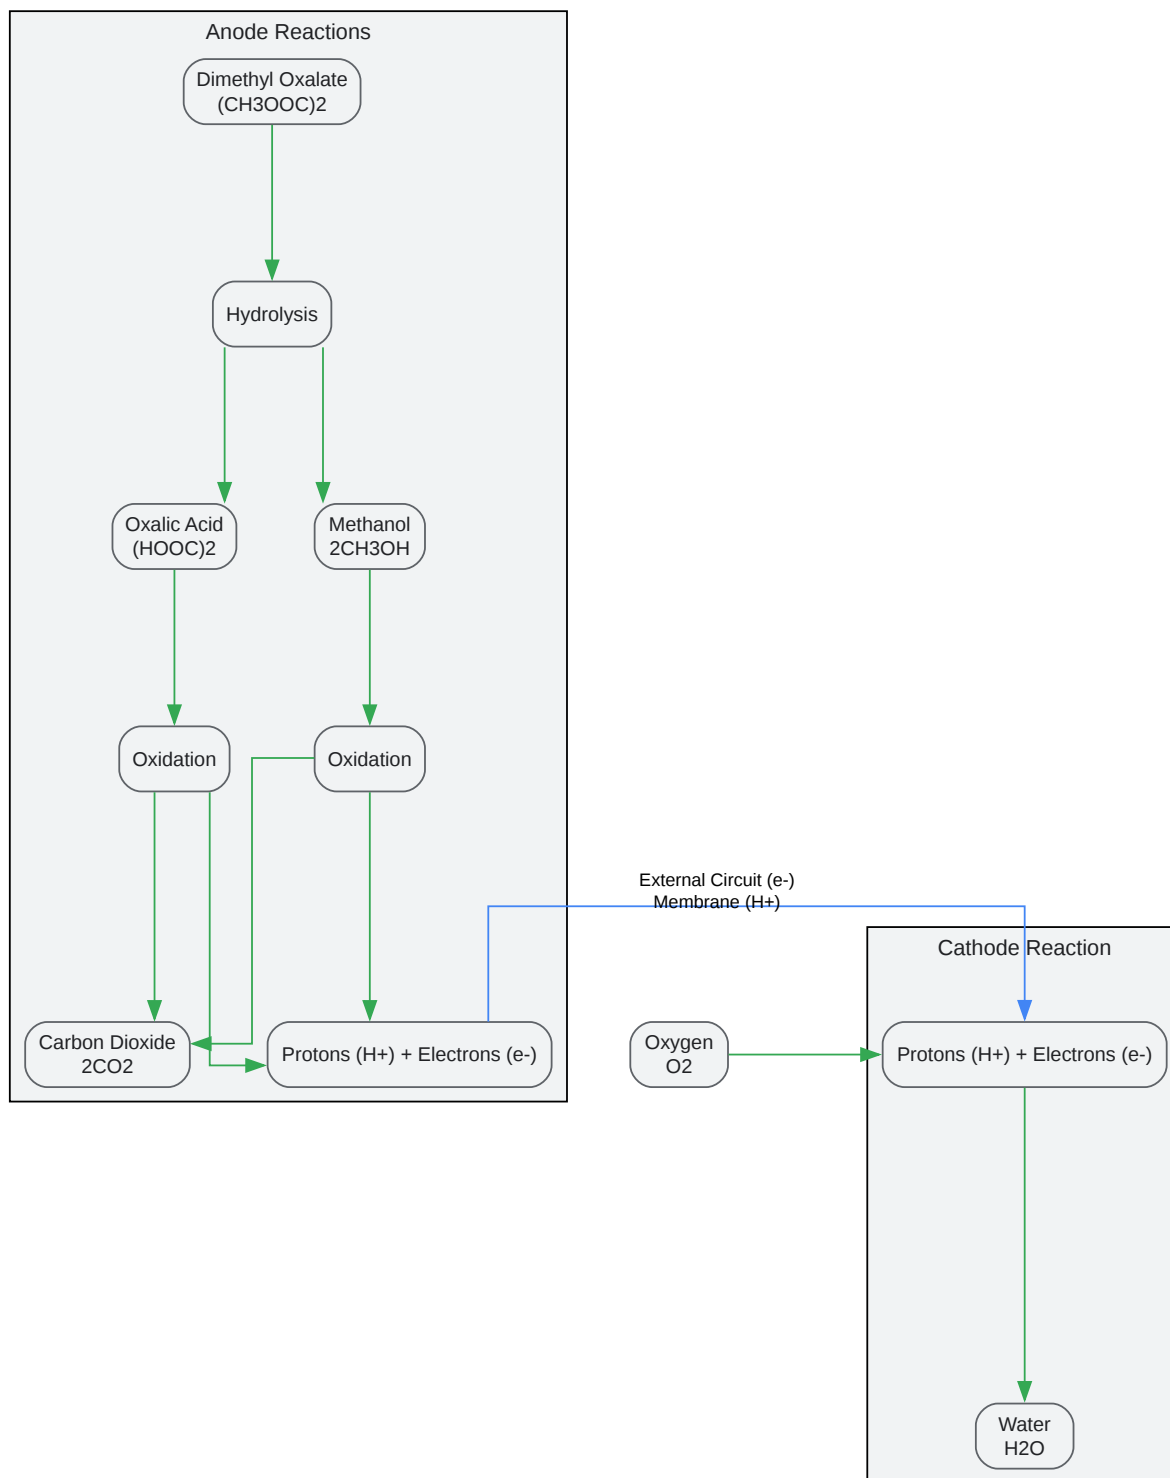 Anode Reactions
Dimethyl Oxalate
(CH3OOC)2
Hydrolysis
Oxalic Acid
(HOOC)2
Methanol
2CH3OH
Oxidation
Oxidation
External Circuit (e-)
Membrane (H+)
Cathode Reaction
Carbon Dioxide
2CO2
Protons (H+) + Electrons (e-)
Oxygen
O2
Protons (H+) + Electrons (e-)
Water
H2O